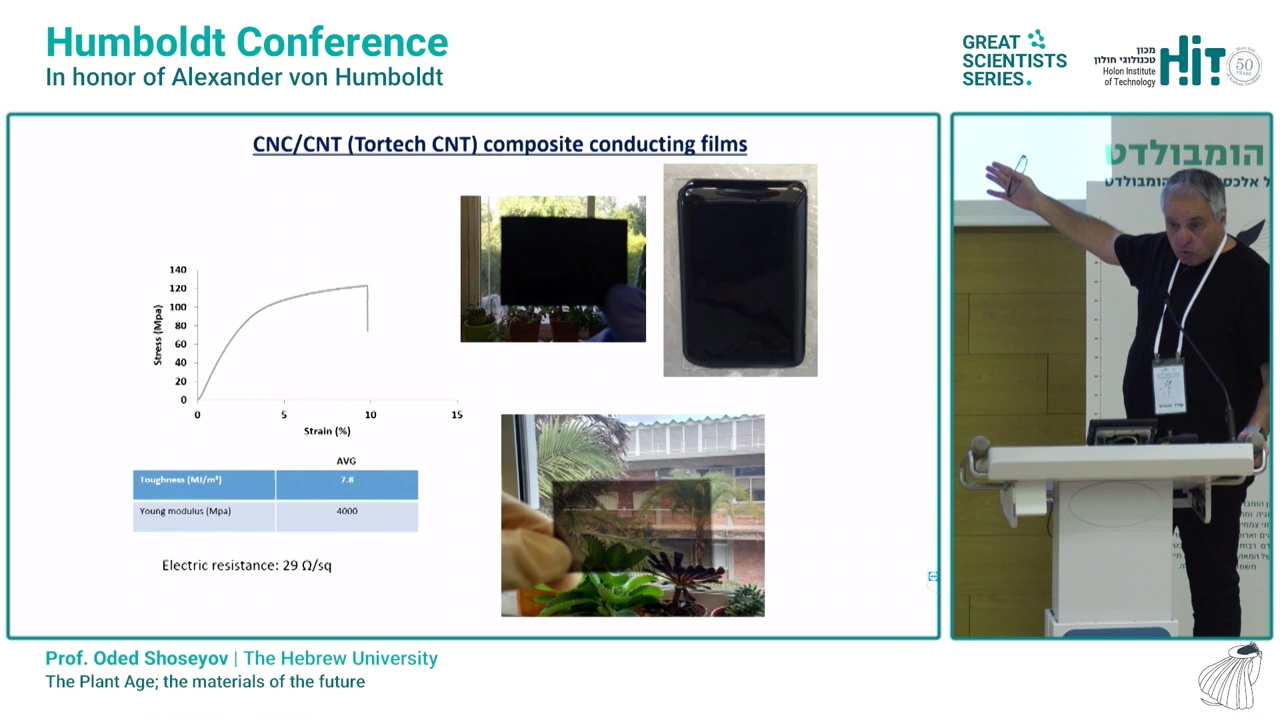 Humboldt Conference
In honor of Alexander von Humboldt
GREAT
SCIENTISTS
SERIES.
מכון
טכנולוגי חולון
Holon Institute
of Technology
HiT
50
YEARS
CNC/CNT (Tortech CNT) composite conducting films
140
120
100
80
60
40
20
0
Stress (Mpa)
0 5 10 15
Strain (%)
AVG
Toughness (MJ/m³) 7.8
Young modulus (Mpa) 4000
Electric resistance: 29 Ω/sq
הומבולדט
ל אלכס
הומבולדט
Prof. Oded Shoseyov | The Hebrew University
The Plant Age; the materials of the future